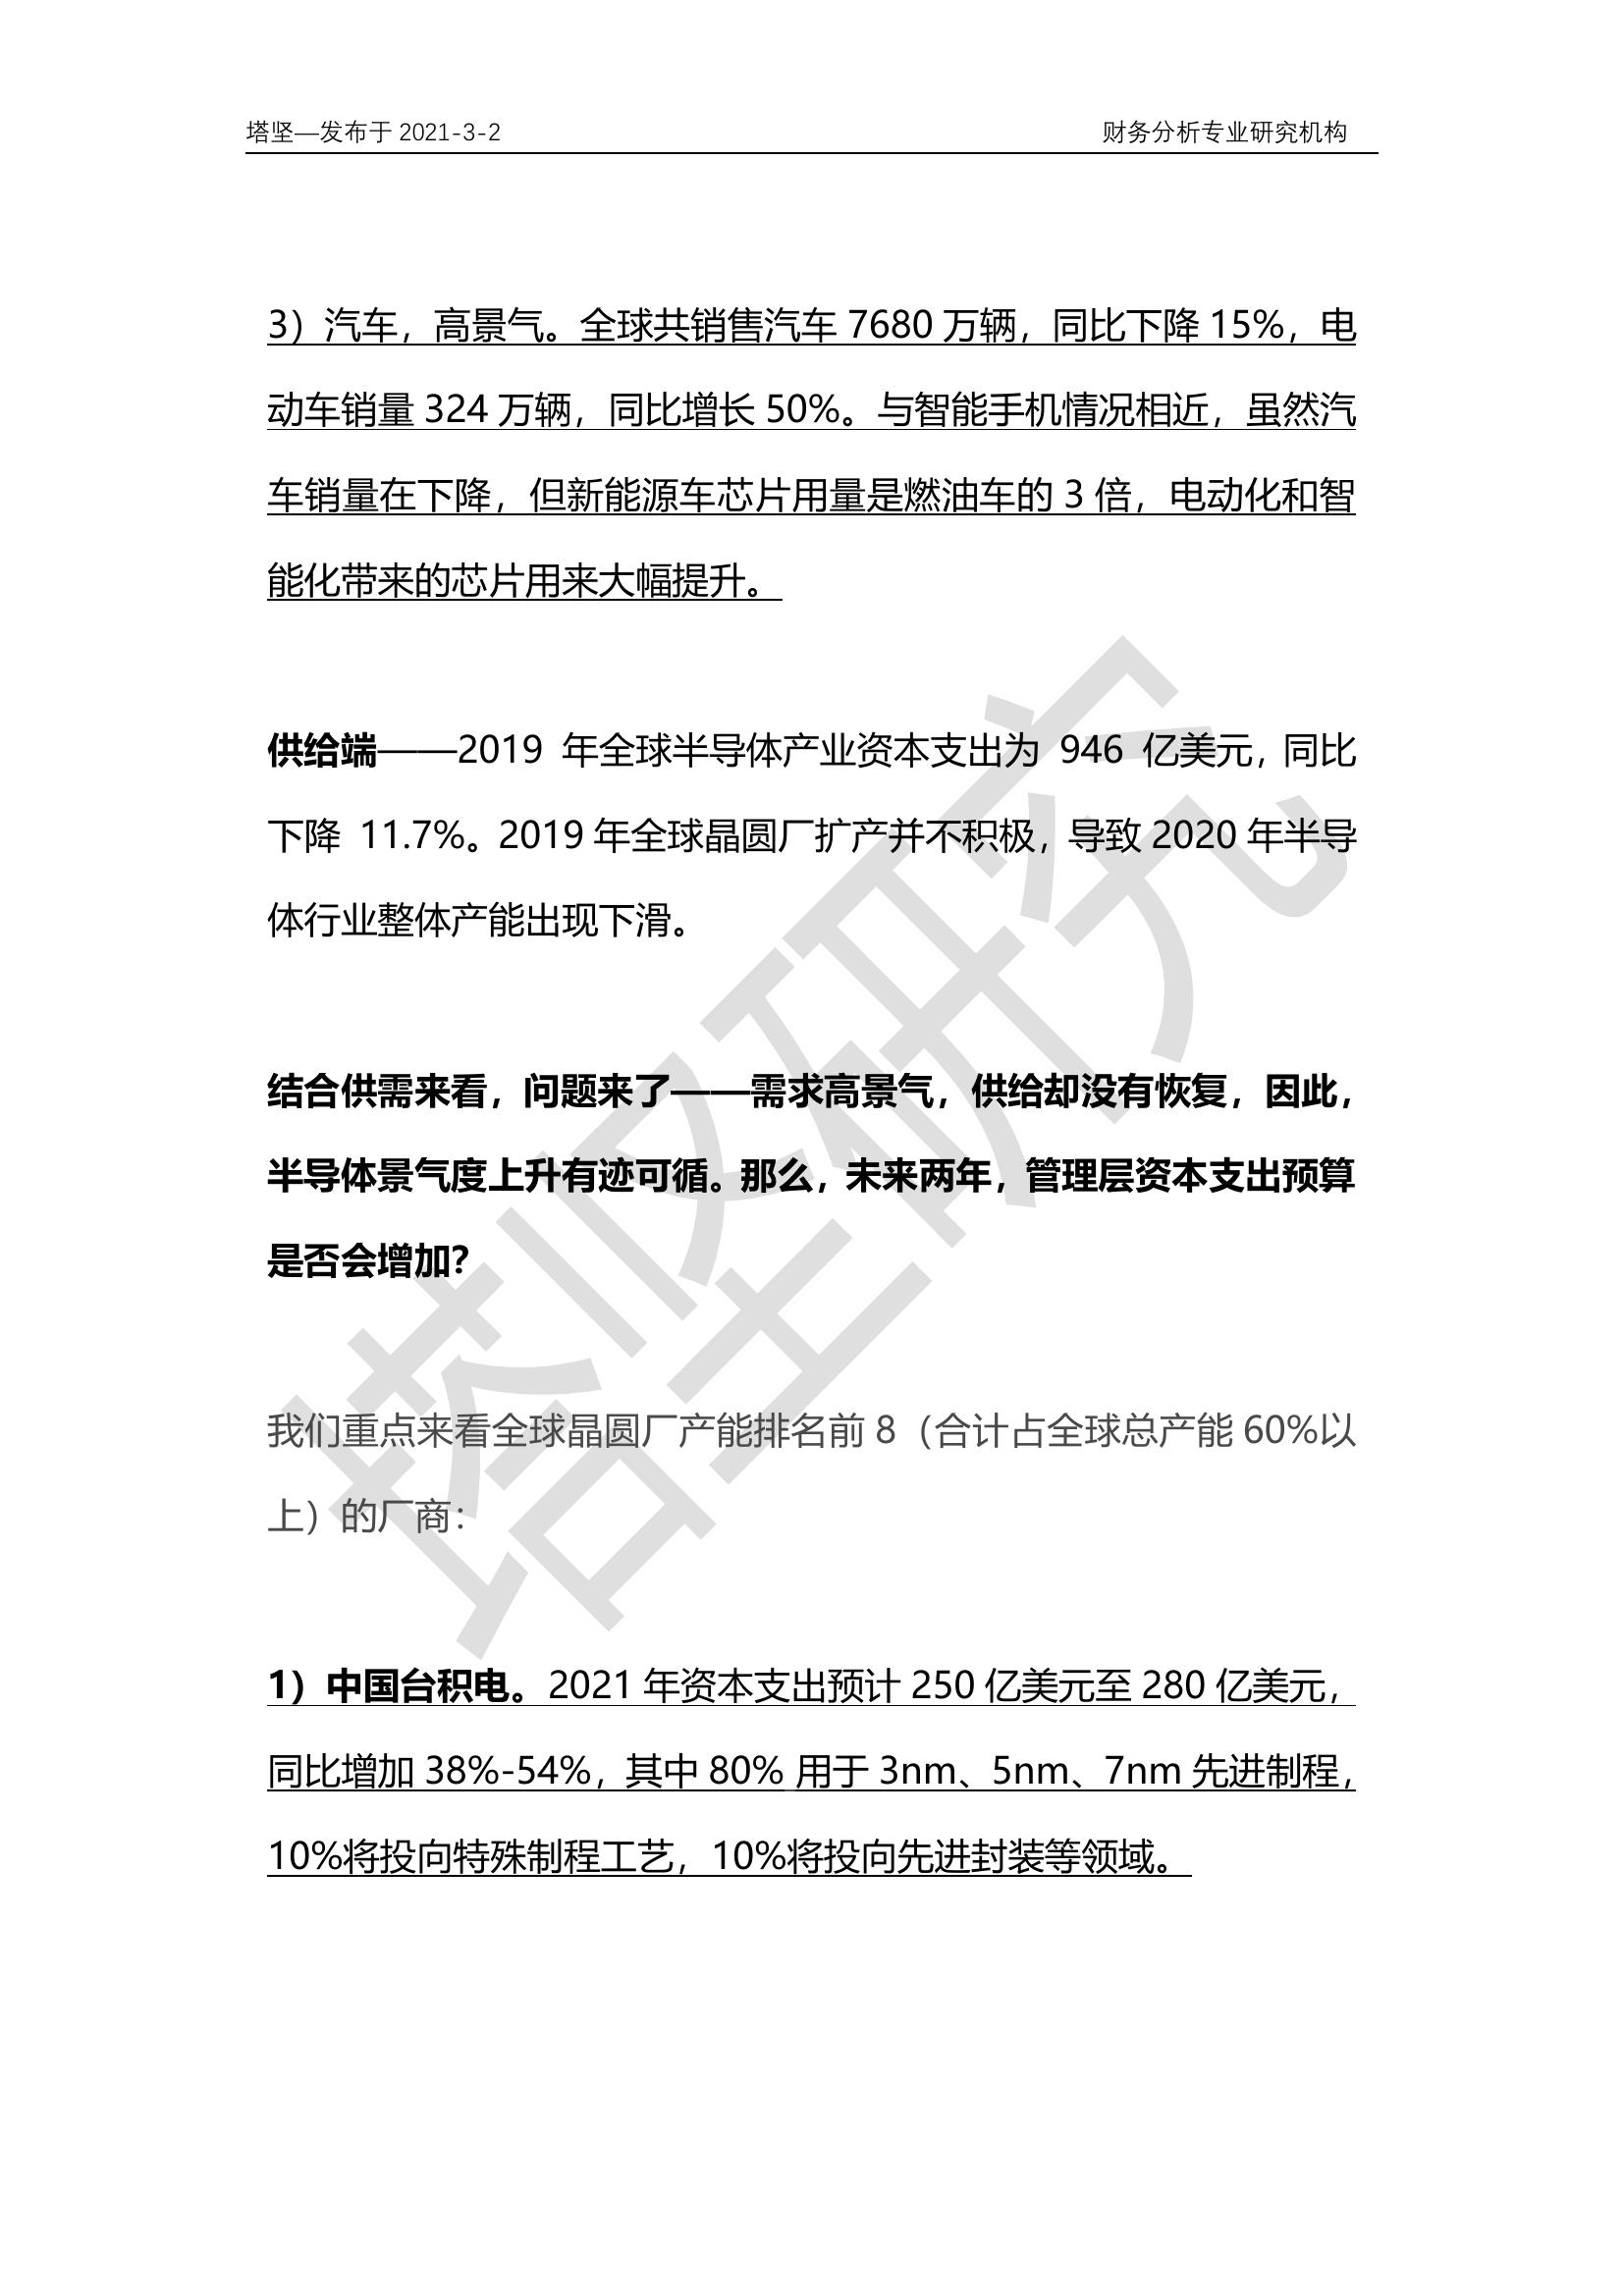 塔坚—发布于 2021-3-2 财务分析专业研究机构
3）汽车，高景气。全球共销售汽车 7680 万辆，同比下降 15%，电
动车销量 324 万辆，同比增长 50%。与智能手机情况相近，虽然汽
车销量在下降，但新能源车芯片用量是燃油车的 3 倍，电动化和智
能化带来的芯片用来大幅提升。
供给端——2019 年全球半导体产业资本支出为 946 亿美元，同比
下降 11.7%。2019 年全球晶圆厂扩产并不积极，导致 2020 年半导
体行业整体产能出现下滑。
结合供需来看，问题来了——需求高景气，供给却没有恢复，因此，
半导体景气度上升有迹可循。那么，未来两年，管理层资本支出预算
是否会增加？
我们重点来看全球晶圆厂产能排名前 8（合计占全球总产能 60%以
上）的厂商：
1）中国台积电。2021 年资本支出预计 250 亿美元至 280 亿美元，
同比增加 38%-54%，其中 80% 用于 3nm、5nm、7nm 先进制程，
10%将投向特殊制程工艺，10%将投向先进封装等领域。
塔坚研究